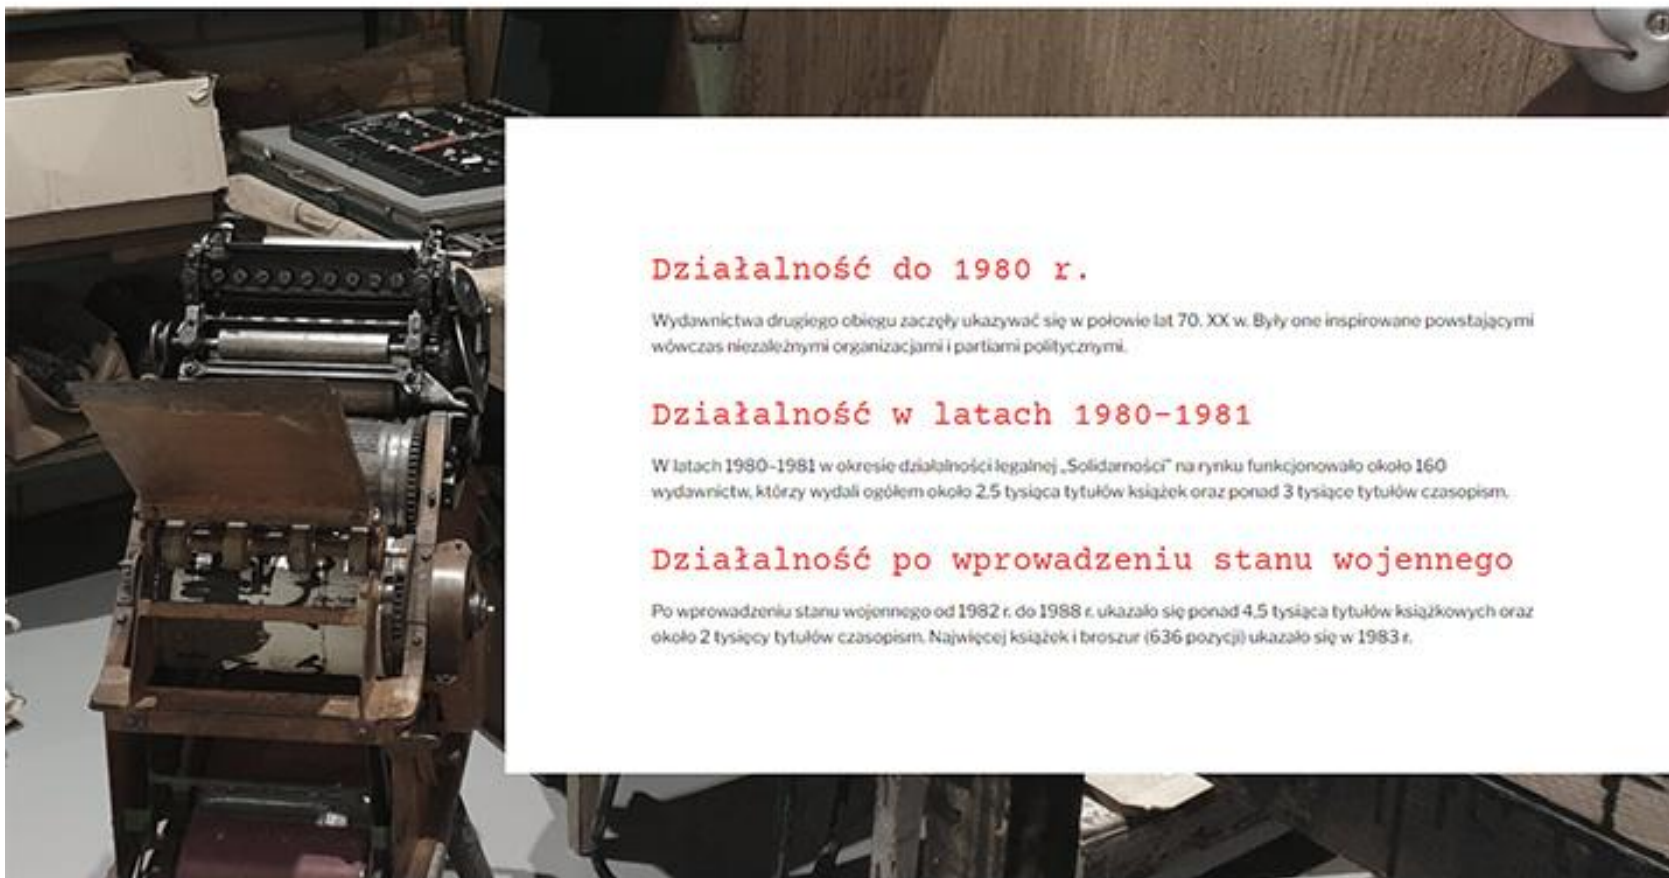 Działalność do 1980 r.
Wydawnictwa drugiego obiegu zaczęły ukazywać się w połowie lat 70. XX w. Były one inspirowane powstającymi
wówczas niezależnymi organizacjami i partiami politycznymi.
Działalność w latach 1980–1981
W latach 1980–1981 w okresie działalności legalnej „Solidarności” na rynku funkcjonowało około 160
wydawnictw, którzy wydali ogółem około 2,5 tysiąca tytułów książek oraz ponad 3 tysiące tytułów czasopism.
Działalność po wprowadzeniu stanu wojennego
Po wprowadzeniu stanu wojennego od 1982 r. do 1988 r. ukazało się ponad 4,5 tysiąca tytułów książkowych oraz
około 2 tysięcy tytułów czasopism. Najwięcej książek i broszur (636 pozycji) ukazało się w 1983 r.